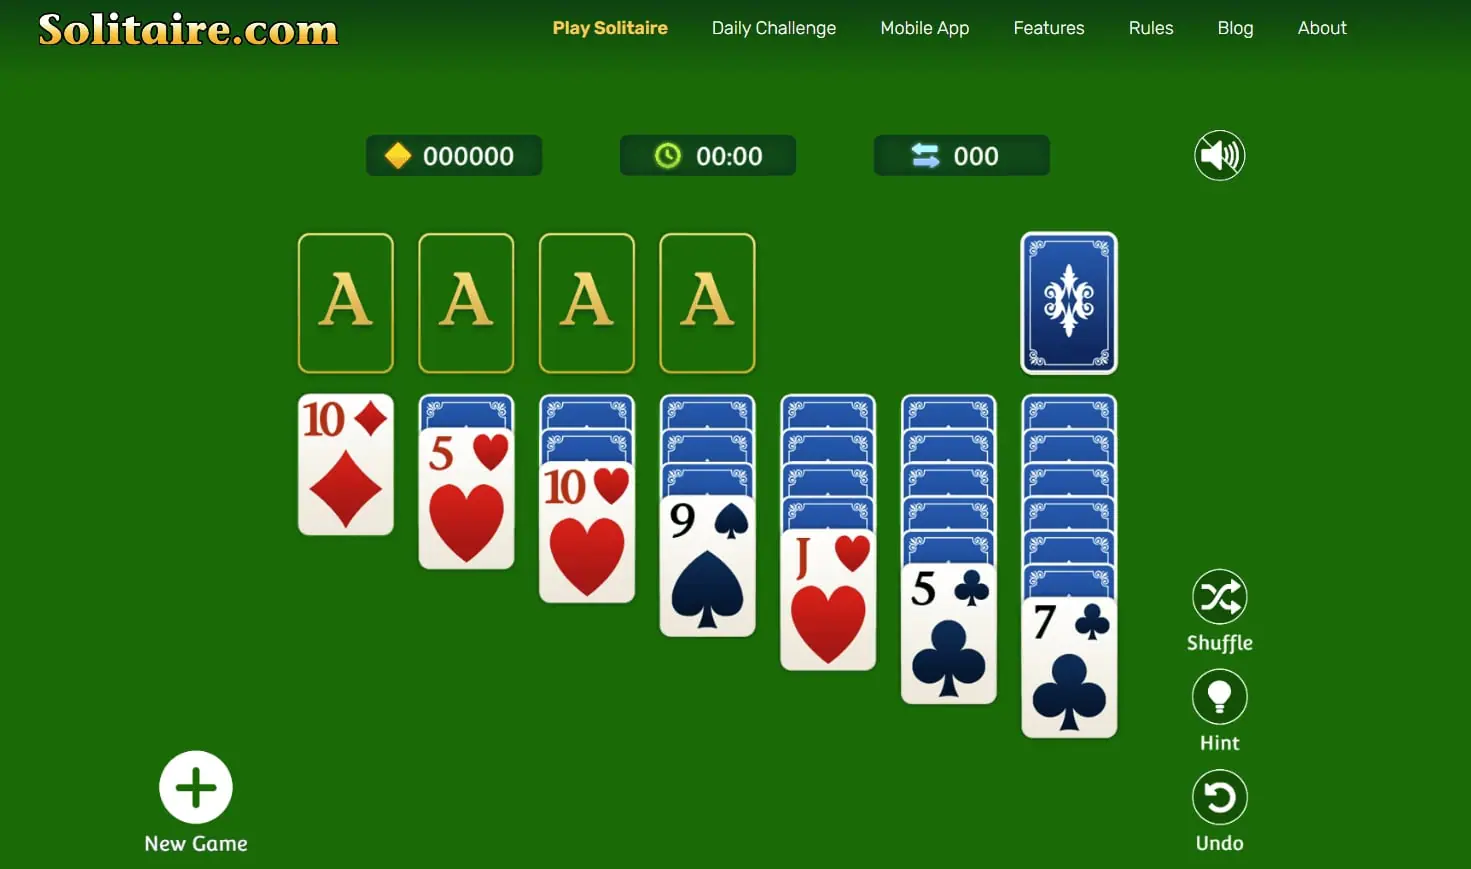 Solitaire.com
Play Solitaire Daily Challenge Mobile App Features Rules Blog About
000000 00:00 000
A A A A
10
5
10
9
J
5
7
Shuffle
Hint
Undo
New Game